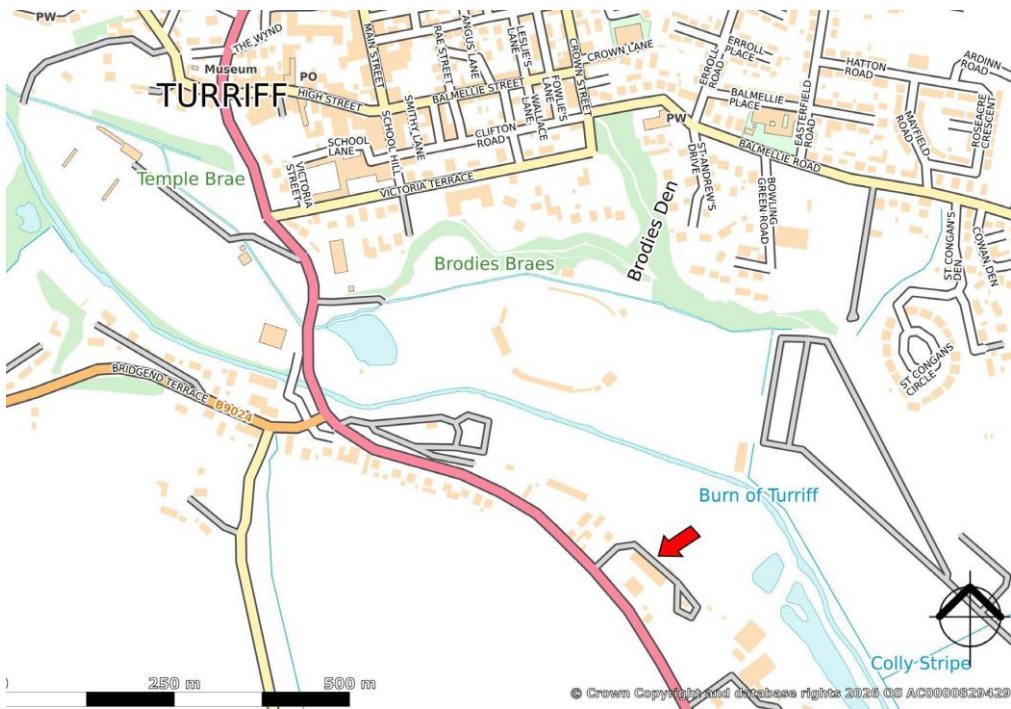 PW
THE WYND
Museum
PO
TURRIFF
HIGH STREET
MAIN STREET
RAE STREET
ANGUS LANE
LESLIE'S LANE
CROWN STREET
CROWN LANE
BALMELLIE STREET
FOWLIE'S LANE
WALLACE LANE
SMITHY LANE
SCHOOL HILL
SCHOOL LANE
CLIFTON ROAD
VICTORIA STREET
VICTORIA TERRACE
ERROLL PLACE
ERROLL ROAD
BALMELLIE PLACE
EASTERFIELD ROAD
HATTON ROAD
ARDINN ROAD
MAYFIELD ROAD
ROSEACRE CRESCENT
PW
BALMELLIE ROAD
ST ANDREW'S DRIVE
BOWLING GREEN ROAD
ST CONGAN'S DEN
COWAN DEN
ST CONGANS CIRCLE
Temple Brae
Brodies Braes
Brodies Den
BRIDGEND TERRACE
B9024
Burn of Turriff
Colly Stripe
0
250 m
500 m
© Crown Copyright and database rights 2026 OS AC0000829429